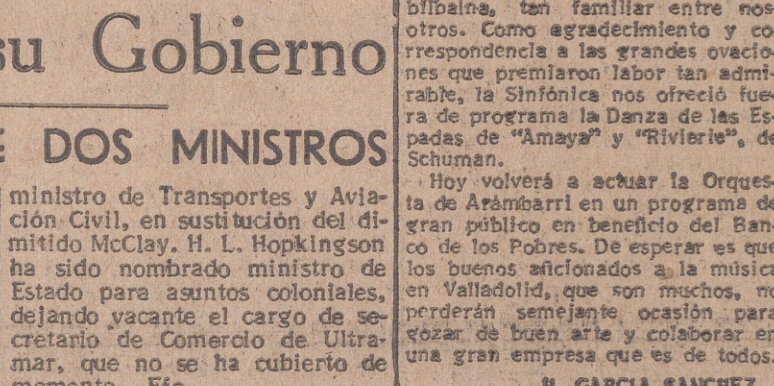 su Gobierno
DOS MINISTROS
ministro de Transportes y Avia-
ción Civil, en sustitución del di-
mitido McClay. H. L. Hopkingson
ha sido nombrado ministro de
Estado para asuntos coloniales,
dejando vacante el cargo de se-
cretario de Comercio de Ultra-
mar, que no se ha cubierto de
momento. Efe.
bilbaina, tan familiar entre nos-
otros. Como agradecimiento y co-
rrespondencia a las grandes ovacio-
nes que premiaron labor tan admi-
rable, la Sinfónica nos ofreció fue-
ra de programa la Danza de las Es-
padas de "Amaya" y "Rivierie", de
Schuman.
Hoy volverá a actuar la Orques-
ta de Arámbarri en un programa de
gran público en beneficio del Ban-
co de los Pobres. De esperar es que
los buenos aficionados a la música
en Valladolid, que son muchos, no
perderán semejante ocasión para
gozar de buen arte y colaborar en
una gran empresa que es de todos.
GARCIA SANCHEZ